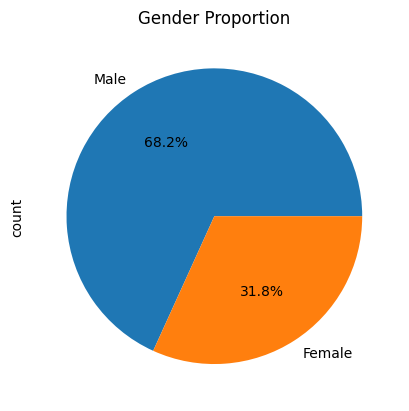 Gender Proportion
Male
68.2%
count
31.8%
Female